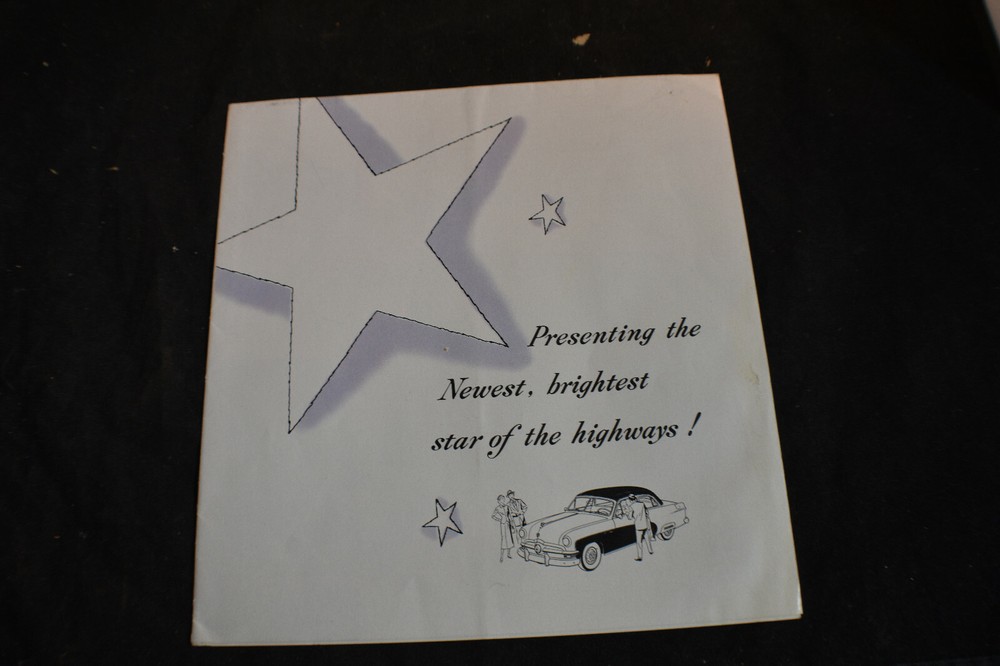 Presenting the
Newest, brightest
star of the highways!